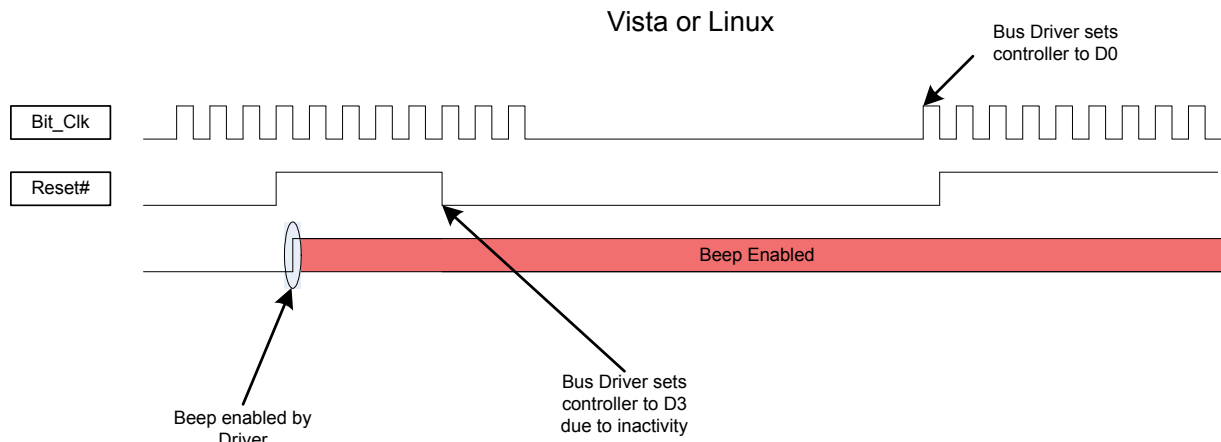 Vista or Linux
Bus Driver sets
controller to D0
Bit_Clk
Reset#
Beep Enabled
Beep enabled by
Driver
Bus Driver sets
controller to D3
due to inactivity